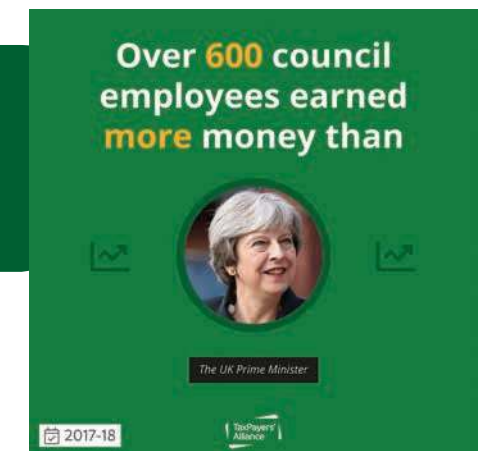 Over 600 council
employees earned
more money than
The UK Prime Minister
2017-18
TaxPayers'
Alliance